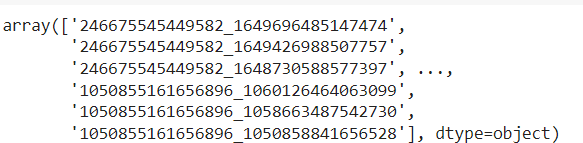 array(['246675545449582_1649696485147474',
'246675545449582_1649426988507757',
'246675545449582_1648730588577397', ...,
'1050855161656896_1060126464063099',
'1050855161656896_1058663487542730',
'1050855161656896_1050858841656528'], dtype=object)